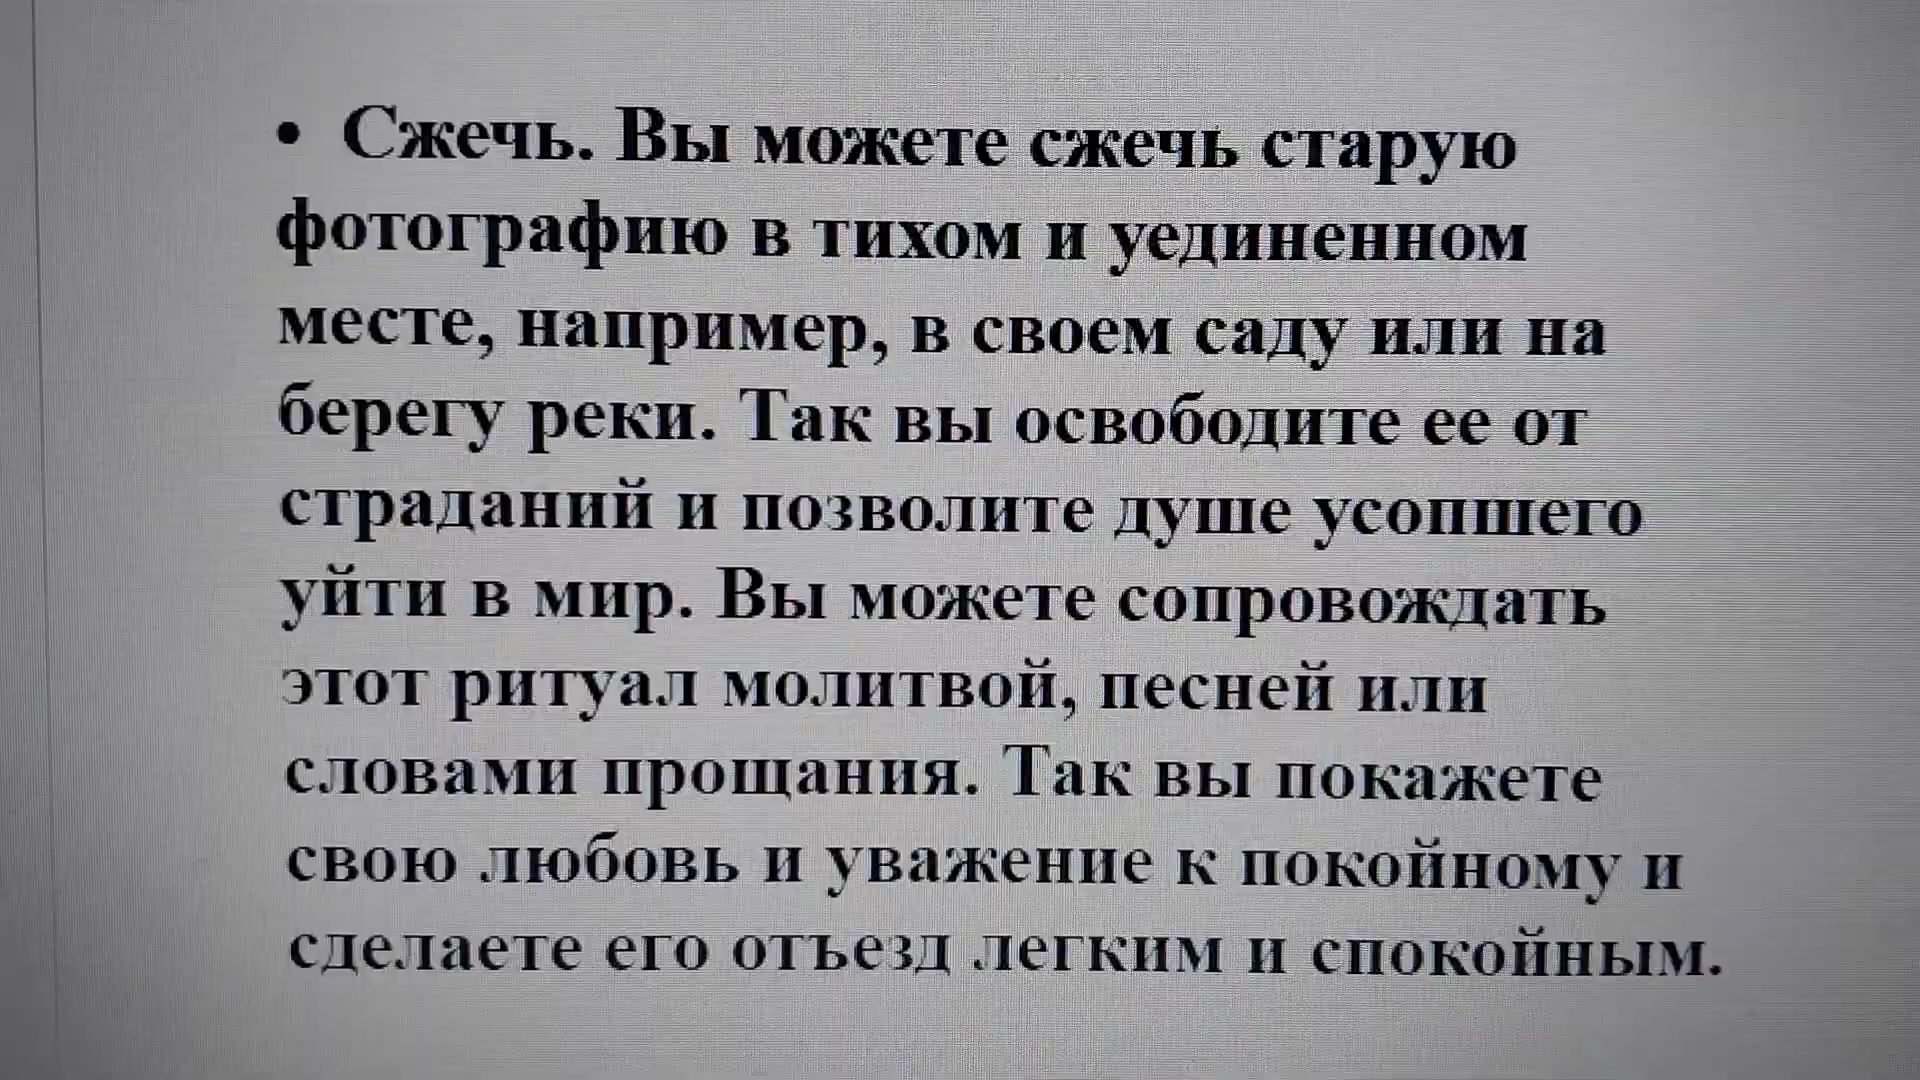 • Сжечь. Вы можете сжечь старую
фотографию в тихом и уединенном
месте, например, в своем саду или на
берегу реки. Так вы освободите ее от
страданий и позволите душе усопшего
уйти в мир. Вы можете сопровождать
этот ритуал молитвой, песней или
словами прощания. Так вы покажете
свою любовь и уважение к покойному и
сделаете его отъезд легким и спокойным.